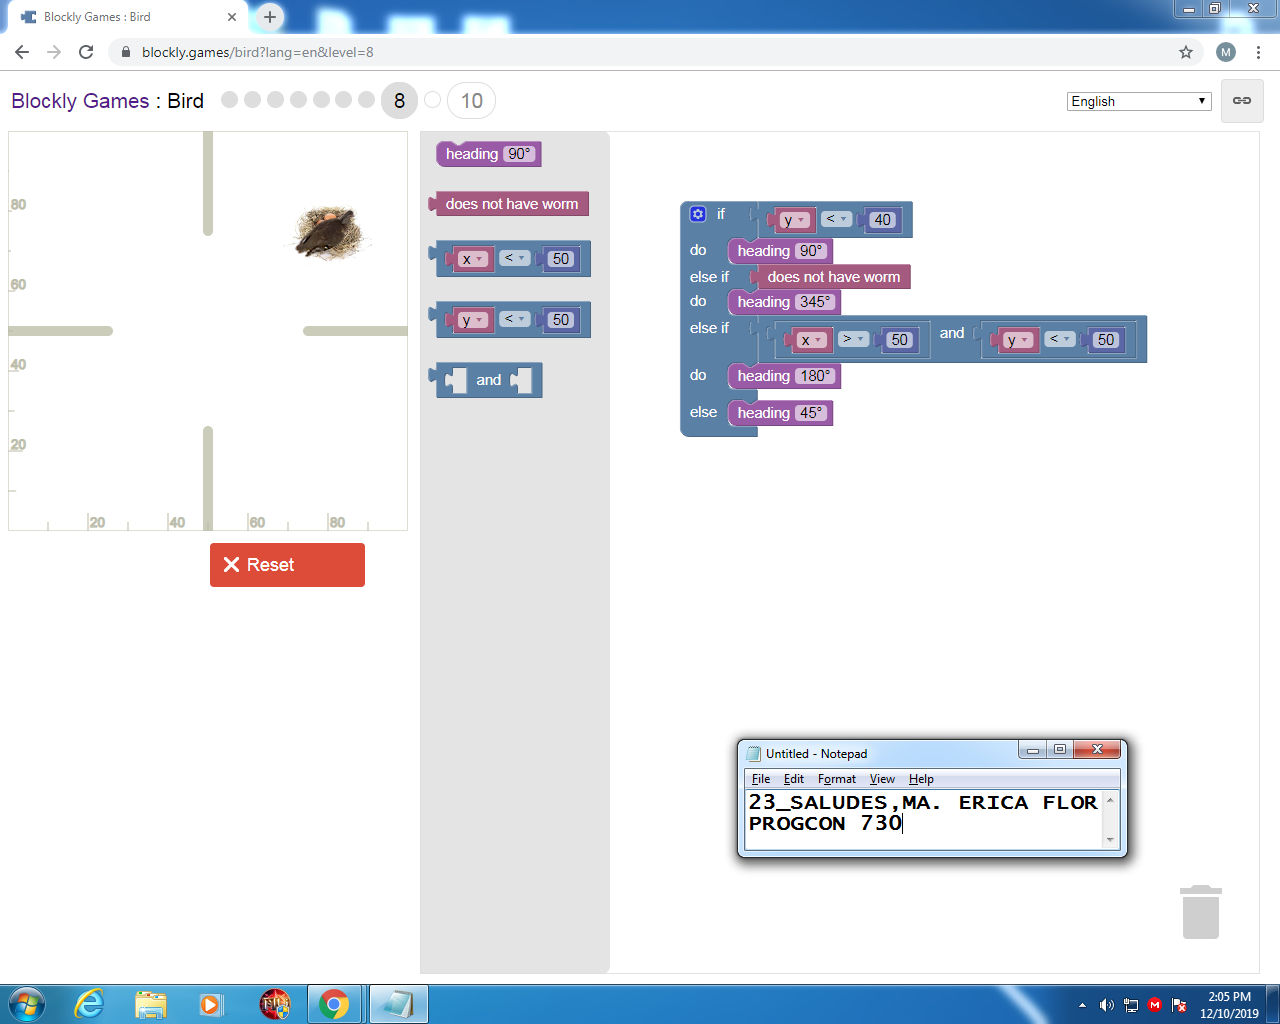 Blockly Games : Bird
blockly.games/bird?lang=en&level=8
M
Blockly Games : Bird
8
10
English
80
60
40
20
20
40
60
80
Reset
heading 90°
does not have worm
x < 50
y < 50
and
if y < 40
do heading 90°
else if does not have worm
do heading 345°
else if x > 50 and y < 50
do heading 180°
else heading 45°
Untitled - Notepad
File Edit Format View Help
23_SALUDES,MA. ERICA FLOR
PROGCON 730
2:05 PM
12/10/2019